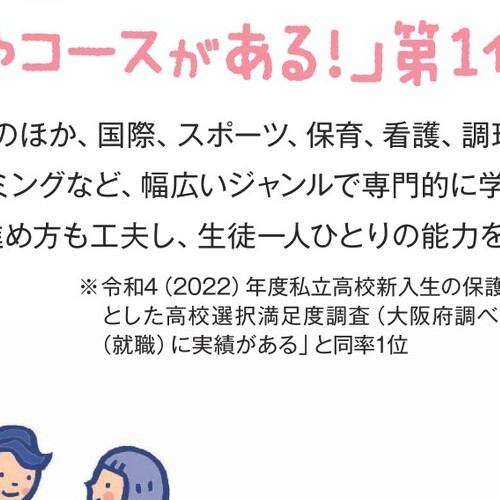 やコースがある!」第1
のほか、国際、スポーツ、保育、看護、調
ミングなど、幅広いジャンルで専門的に学
め方も工夫し、生徒一人ひとりの能力を
※令和4(2022)年度私立高校新入生の保護
とした高校選択満足度調査(大阪府調べ
(就職)に実績がある」と同率1位